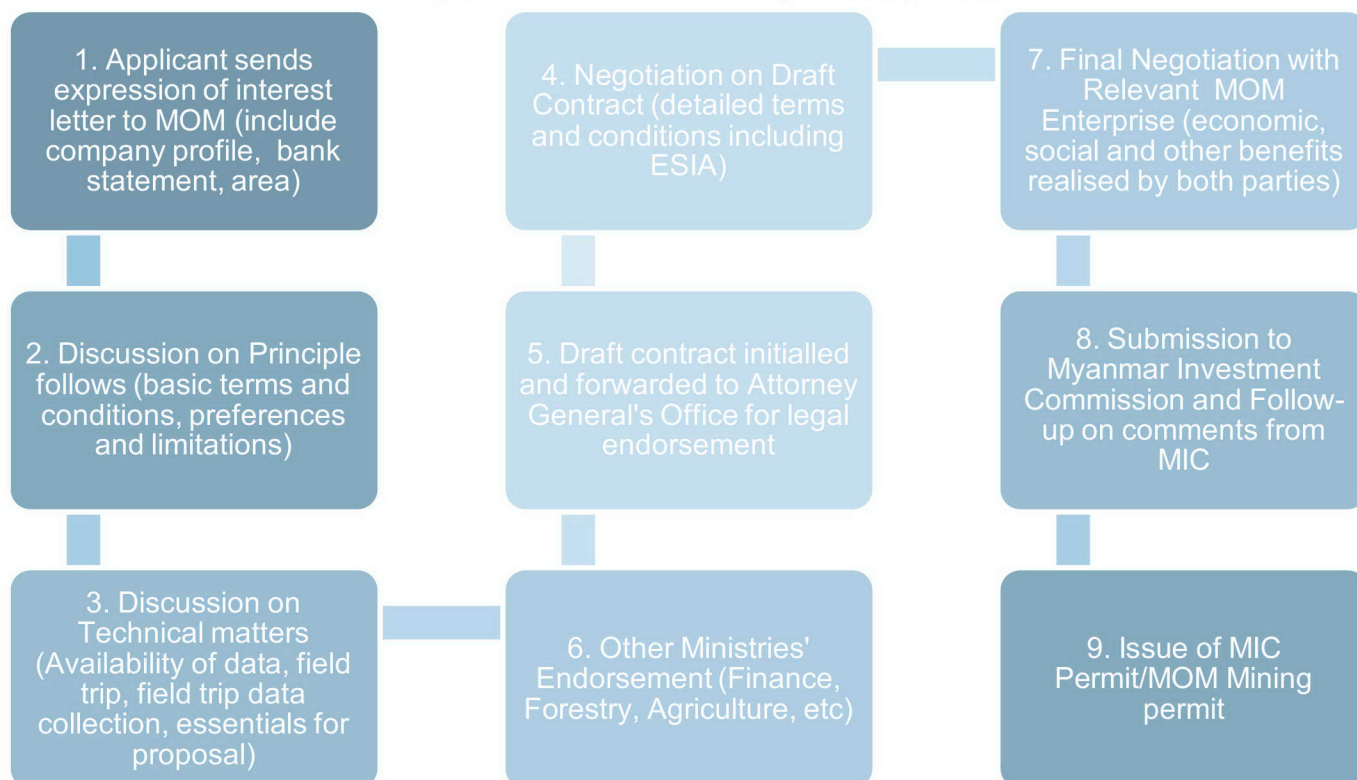 1. Applicant sends
expression of interest
letter to MOM (include
company profile, bank
statement, area)
2. Discussion on Principle
follows (basic terms and
conditions, preferences
and limitations)
3. Discussion on
Technical matters
(Availability of data, field
trip, field trip data
collection, essentials for
proposal)
4. Negotiation on Draft
Contract (detailed terms
and conditions including
ESIA)
5. Draft contract initialled
and forwarded to Attorney
General's Office for legal
endorsement
6. Other Ministries'
Endorsement (Finance,
Forestry, Agriculture, etc)
7. Final Negotiation with
Relevant MOM
Enterprise (economic,
social and other benefits
realised by both parties)
8. Submission to
Myanmar Investment
Commission and Follow-
up on comments from
MIC
9. Issue of MIC
Permit/MOM Mining
permit